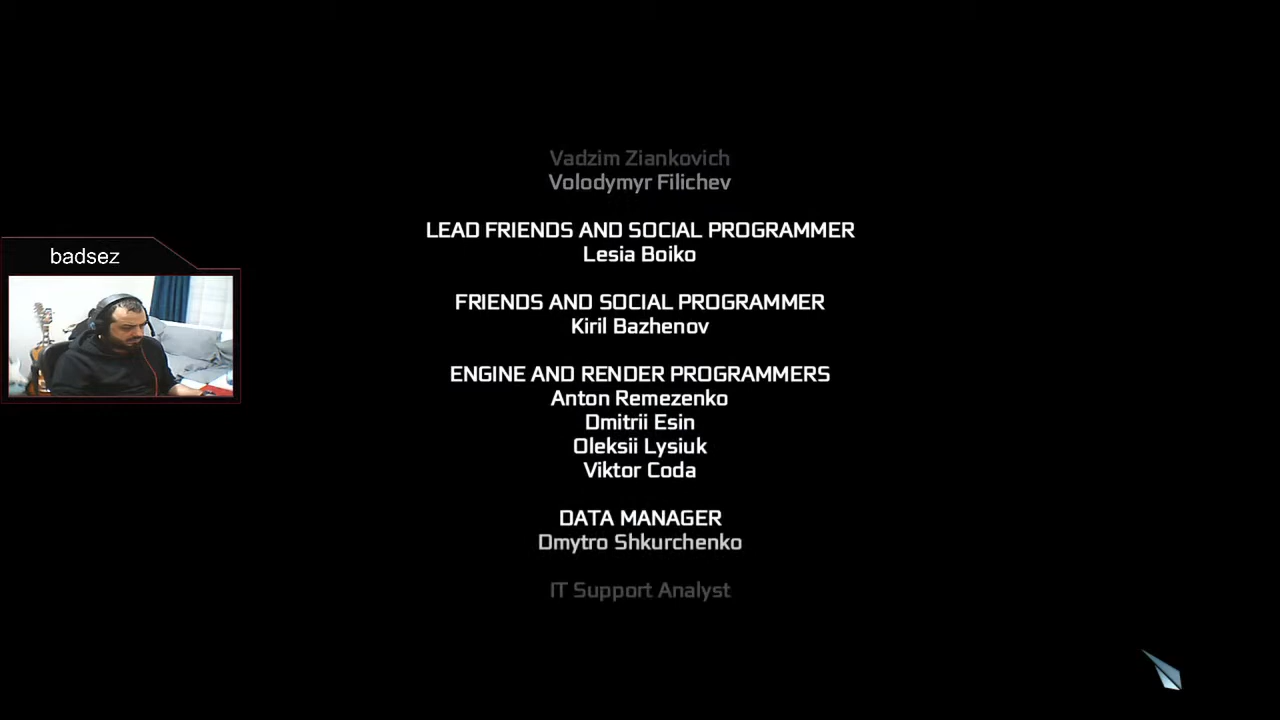 Vadzim Ziankovich
Volodymyr Filichev
LEAD FRIENDS AND SOCIAL PROGRAMMER
Lesia Boiko
badsez
FRIENDS AND SOCIAL PROGRAMMER
Kiril Bazhenov
ENGINE AND RENDER PROGRAMMERS
Anton Remezenko
Dmitrii Esin
Oleksii Lysiuk
Viktor Coda
DATA MANAGER
Dmytro Shkurchenko
IT Support Analyst